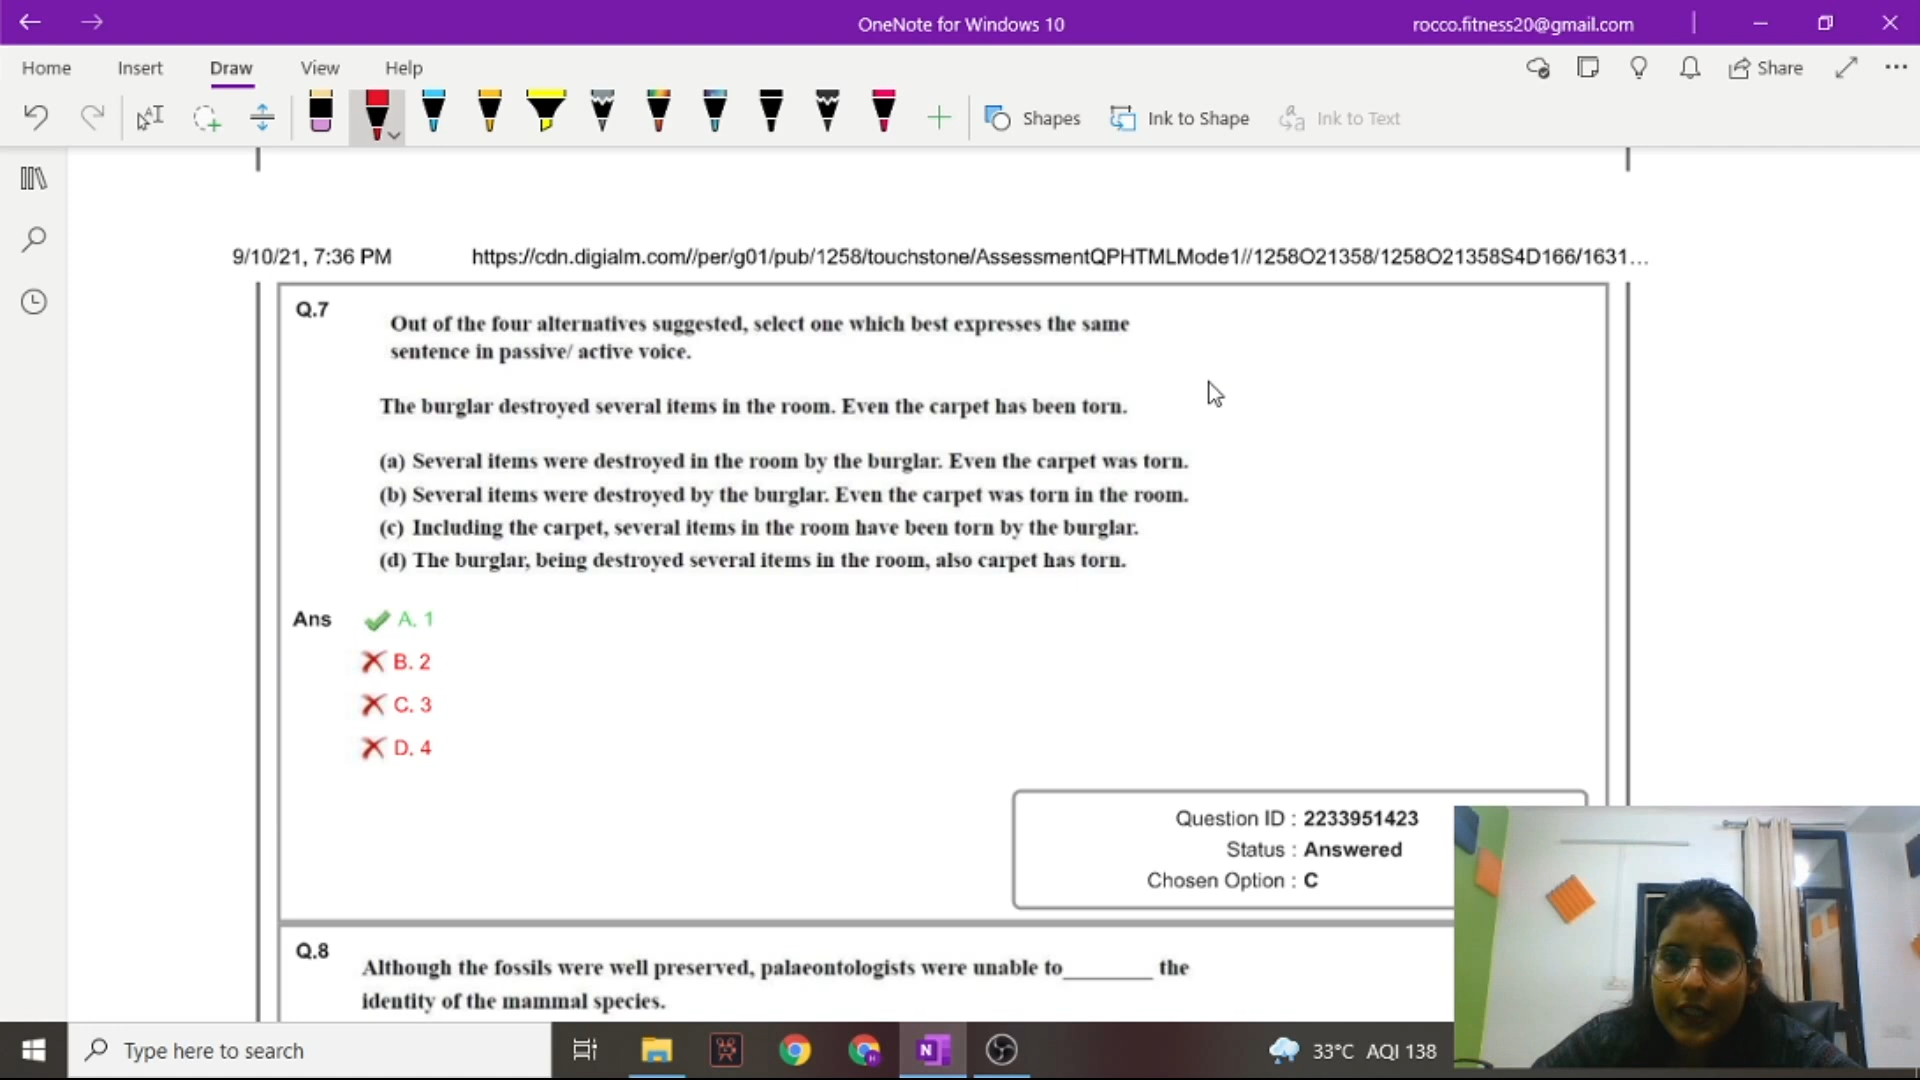 OneNote for Windows 10
rocco.fitness20@gmail.com
Home Insert Draw View Help
Share
Shapes Ink to Shape Ink to Text
9/10/21, 7:36 PM https://cdn.digialm.com//per/g01/pub/1258/touchstone/AssessmentQPHTMLMode1//1258O21358/1258O21358S4D166/1631...
Q.7
Out of the four alternatives suggested, select one which best expresses the same
sentence in passive/ active voice.
The burglar destroyed several items in the room. Even the carpet has been torn.
(a) Several items were destroyed in the room by the burglar. Even the carpet was torn.
(b) Several items were destroyed by the burglar. Even the carpet was torn in the room.
(c) Including the carpet, several items in the room have been torn by the burglar.
(d) The burglar, being destroyed several items in the room, also carpet has torn.
Ans A. 1
B. 2
C. 3
D. 4
Question ID : 2233951423
Status : Answered
Chosen Option : C
Q.8
Although the fossils were well preserved, palaeontologists were unable to________ the
identity of the mammal species.
Type here to search
33°C AQI 138